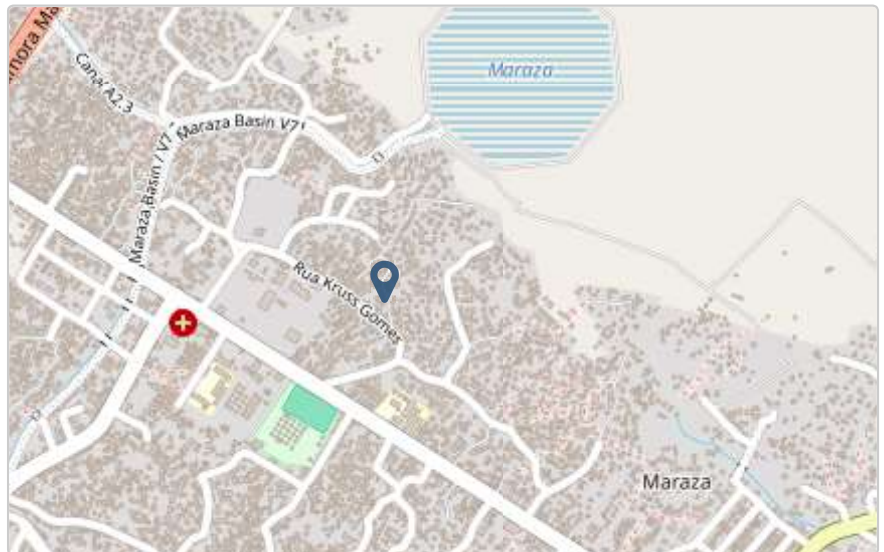 Canal A2.3
Maraza
Maraza Basin V7
Maraza Basin / V7
Rua Kruss Gomes
Maraza